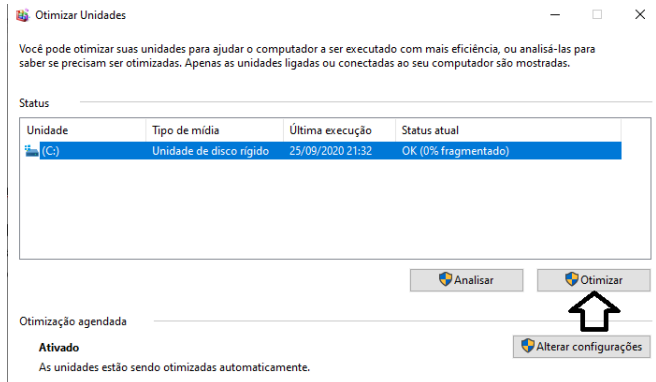 Otimizar Unidades
Você pode otimizar suas unidades para ajudar o computador a ser executado com mais eficiência, ou analisá-las para
saber se precisam ser otimizadas. Apenas as unidades ligadas ou conectadas ao seu computador são mostradas.
Status
Unidade Tipo de mídia Última execução Status atual
(C:) Unidade de disco rígido 25/09/2020 21:32 OK (0% fragmentado)
Analisar Otimizar
Otimização agendada
Alterar configurações
Ativado
As unidades estão sendo otimizadas automaticamente.